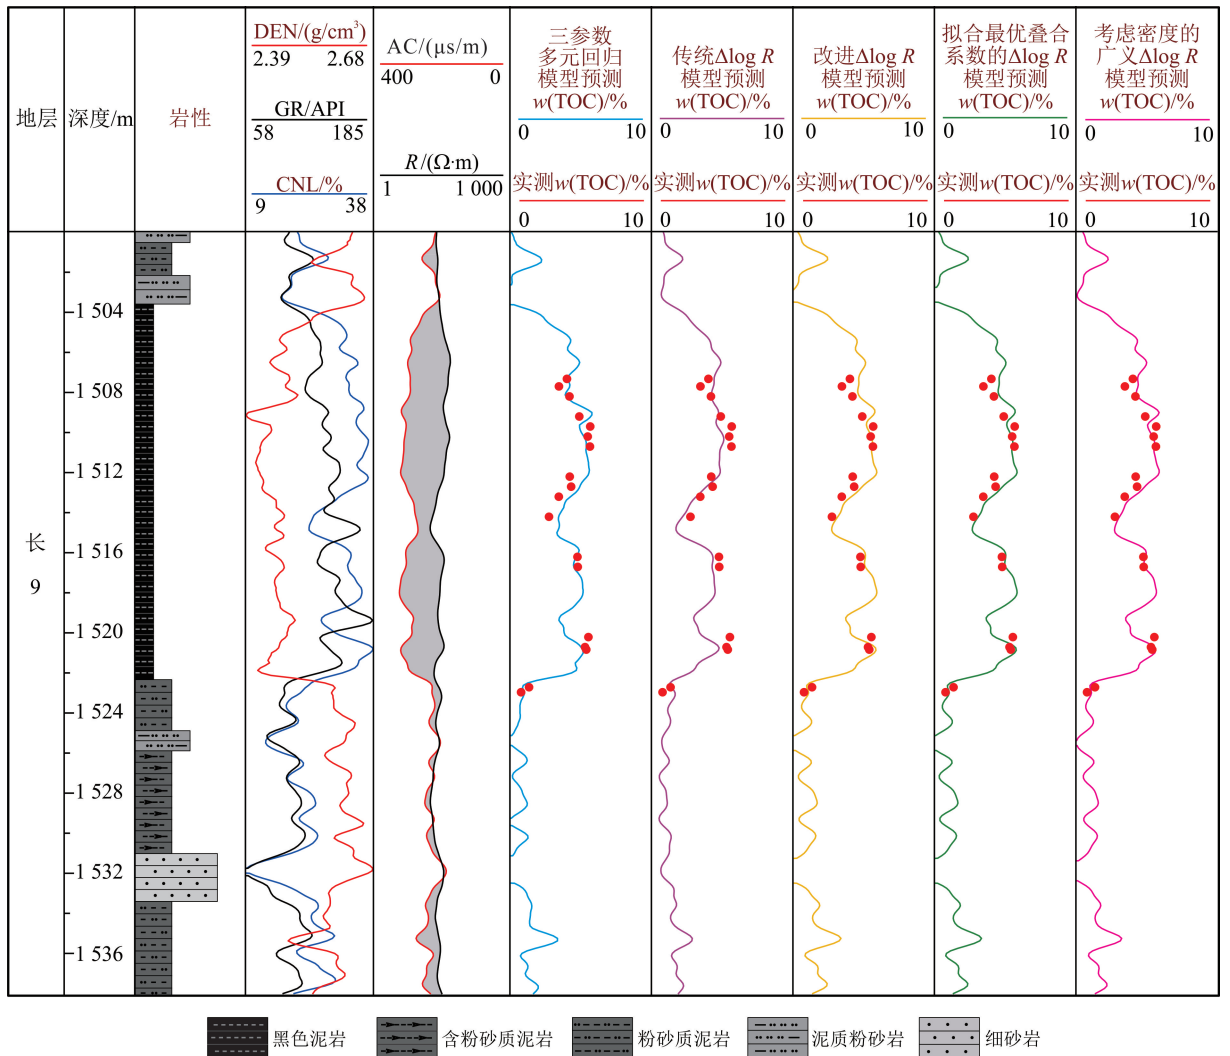 地层
深度/m
岩性
DEN/(g/cm³)
2.39 2.68
GR/API
58 185
CNL/%
9 38
AC/(μs/m)
400 0
R/(Ω·m)
1 1 000
三参数
多元回归
模型预测
w(TOC)/%
0 10
实测w(TOC)/%
0 10
传统Δlog R
模型预测
w(TOC)/%
0 10
实测w(TOC)/%
0 10
改进Δlog R
模型预测
w(TOC)/%
0 10
实测w(TOC)/%
0 10
拟合最优叠合
系数的Δlog R
模型预测
w(TOC)/%
0 10
实测w(TOC)/%
0 10
考虑密度的
广义Δlog R
模型预测
w(TOC)/%
0 10
实测w(TOC)/%
0 10
长
9
1 504
1 508
1 512
1 516
1 520
1 524
1 528
1 532
1 536
黑色泥岩 含粉砂质泥岩 粉砂质泥岩 泥质粉砂岩 细砂岩